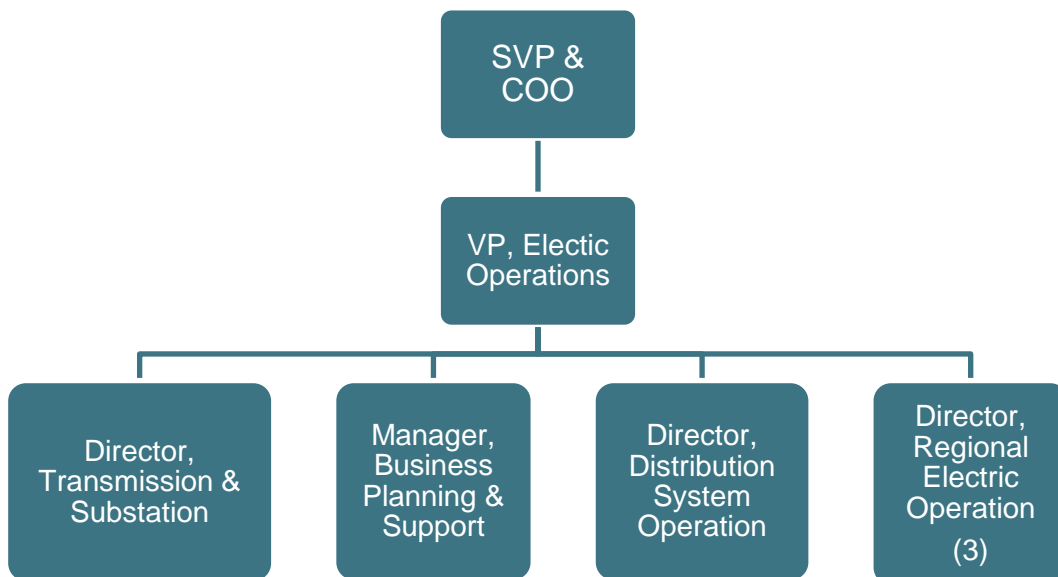 SVP &
COO
VP, Electic
Operations
Director,
Transmission &
Substation
Manager,
Business
Planning &
Support
Director,
Distribution
System
Operation
Director,
Regional
Electric
Operation
(3)